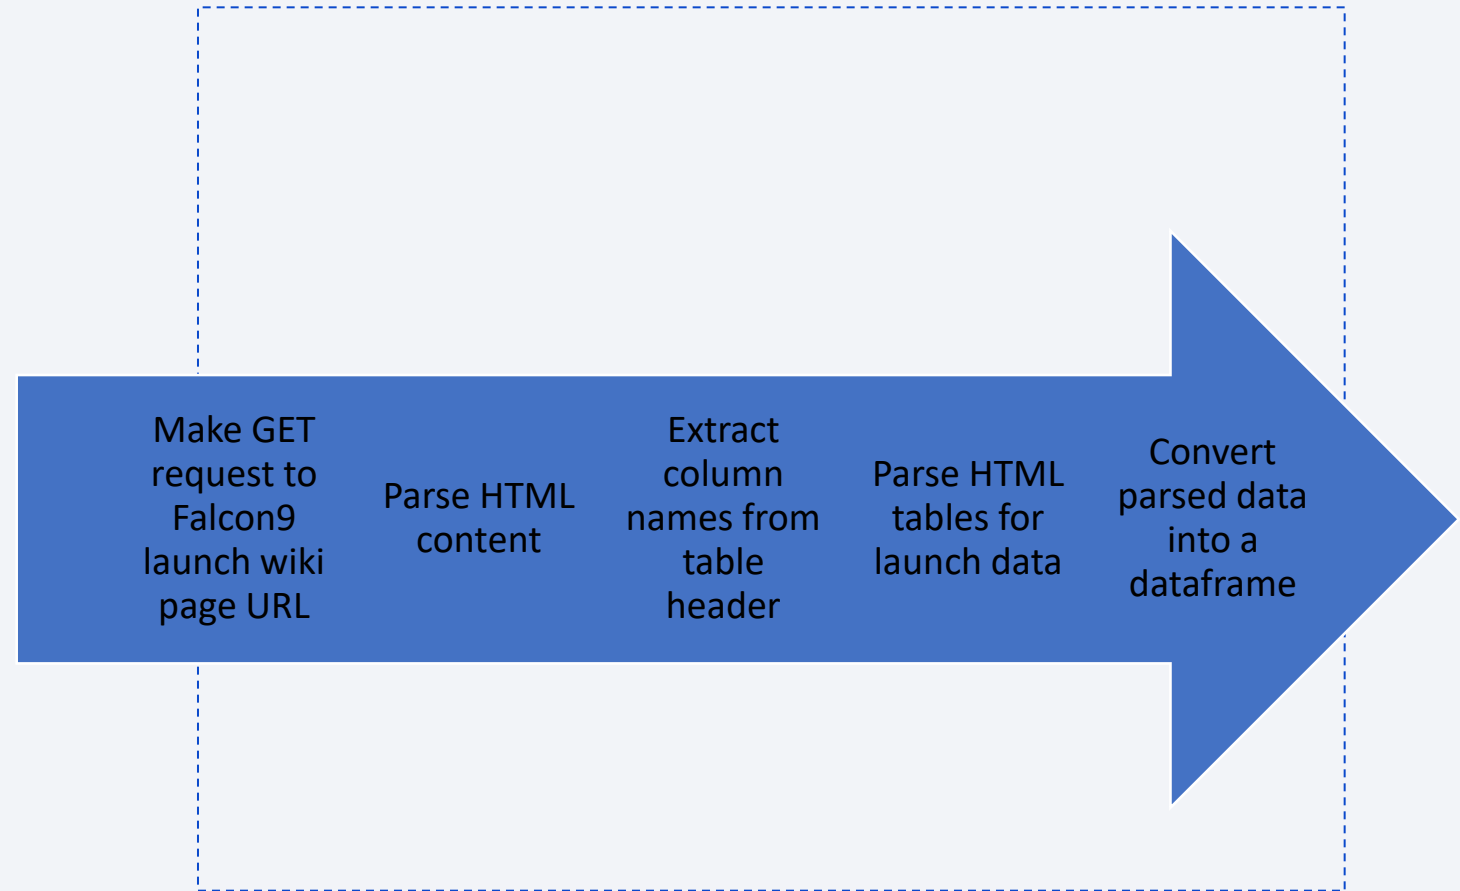 Make GET
request to
Falcon9
launch wiki
page URL
Parse HTML
content
Extract
column
names from
table
header
Parse HTML
tables for
launch data
Convert
parsed data
into a
dataframe